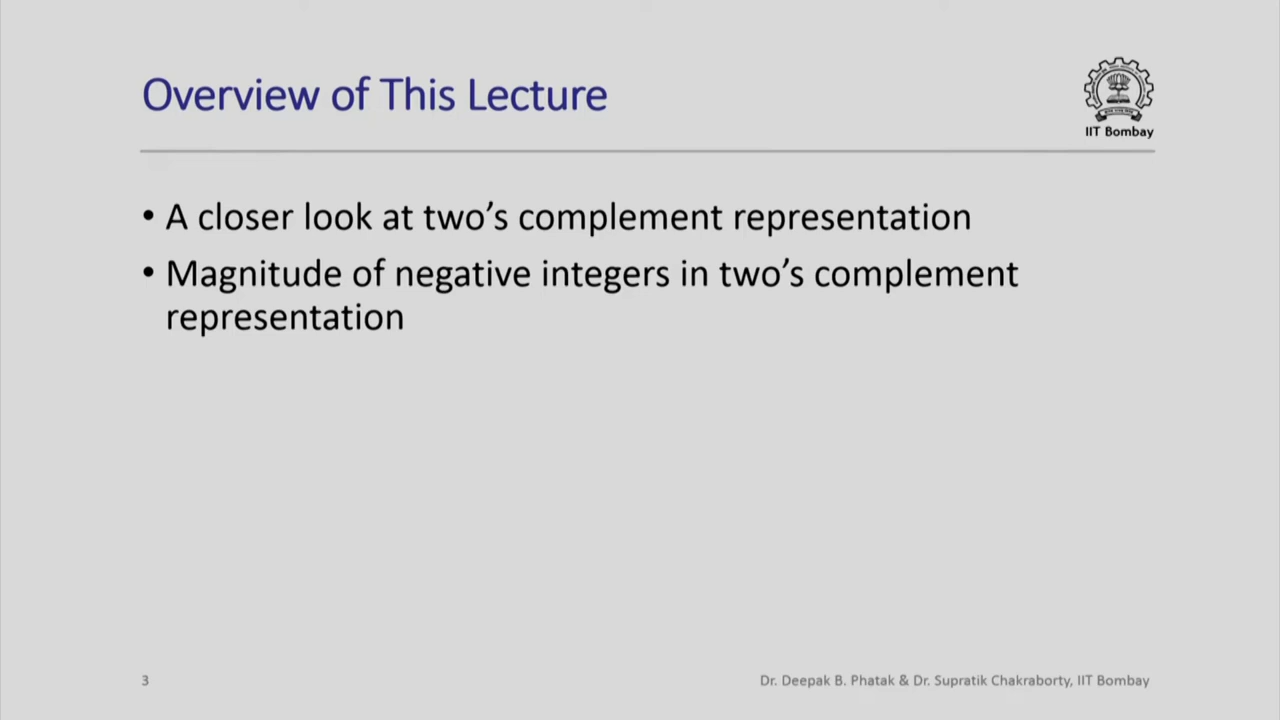 Overview of This Lecture
IIT Bombay
• A closer look at two’s complement representation
• Magnitude of negative integers in two’s complement
representation
3
Dr. Deepak B. Phatak & Dr. Supratik Chakraborty, IIT Bombay